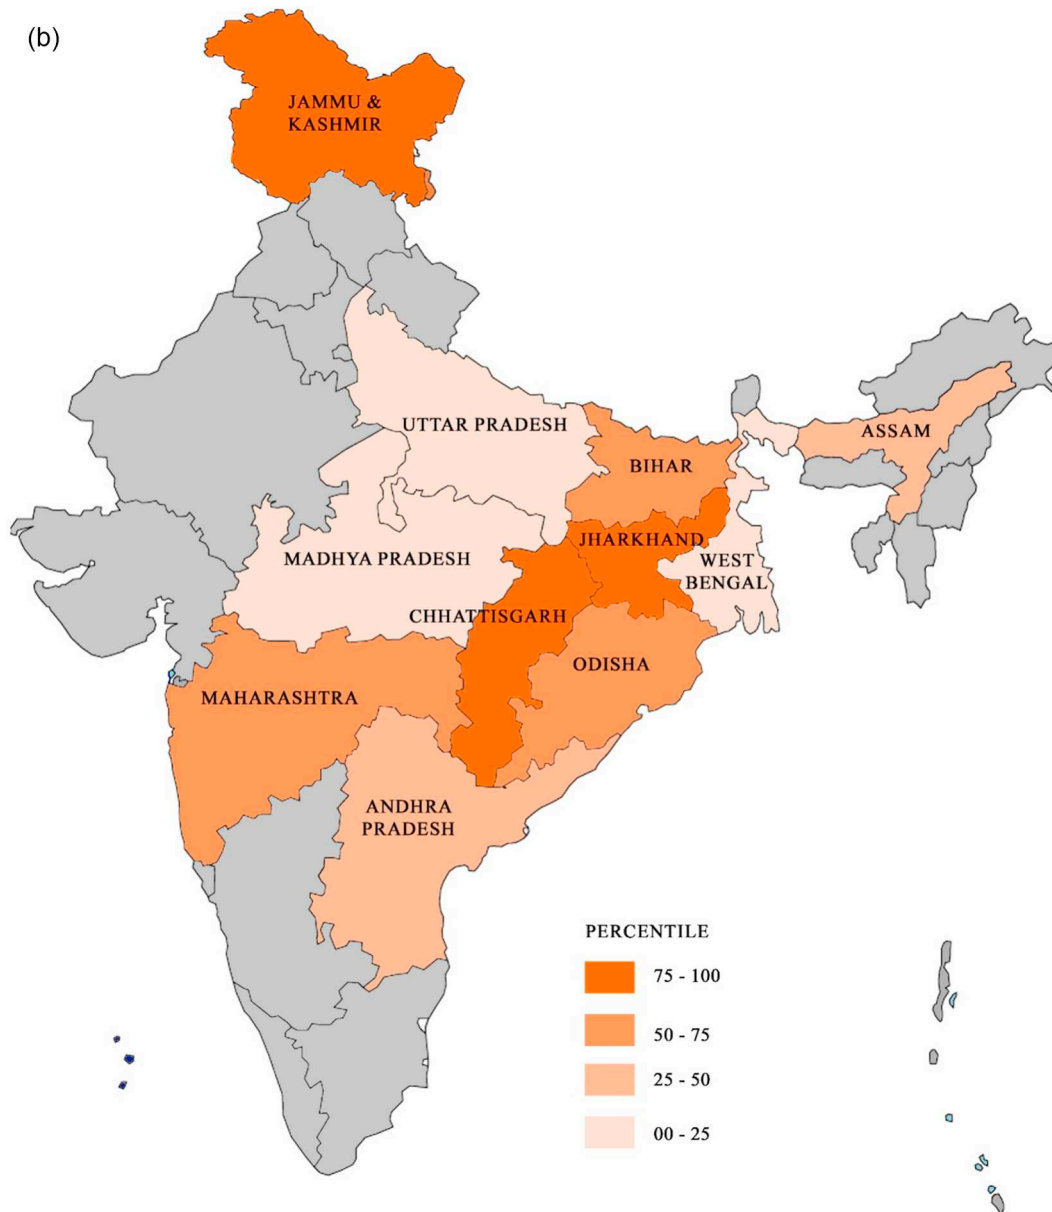 (b)
JAMMU &
KASHMIR
UTTAR PRADESH
ASSAM
BIHAR
JHARKHAND
MADHYA PRADESH
WEST
BENGAL
CHHATTISGARH
ODISHA
MAHARASHTRA
ANDHRA
PRADESH
PERCENTILE
75 - 100
50 - 75
25 - 50
00 - 25